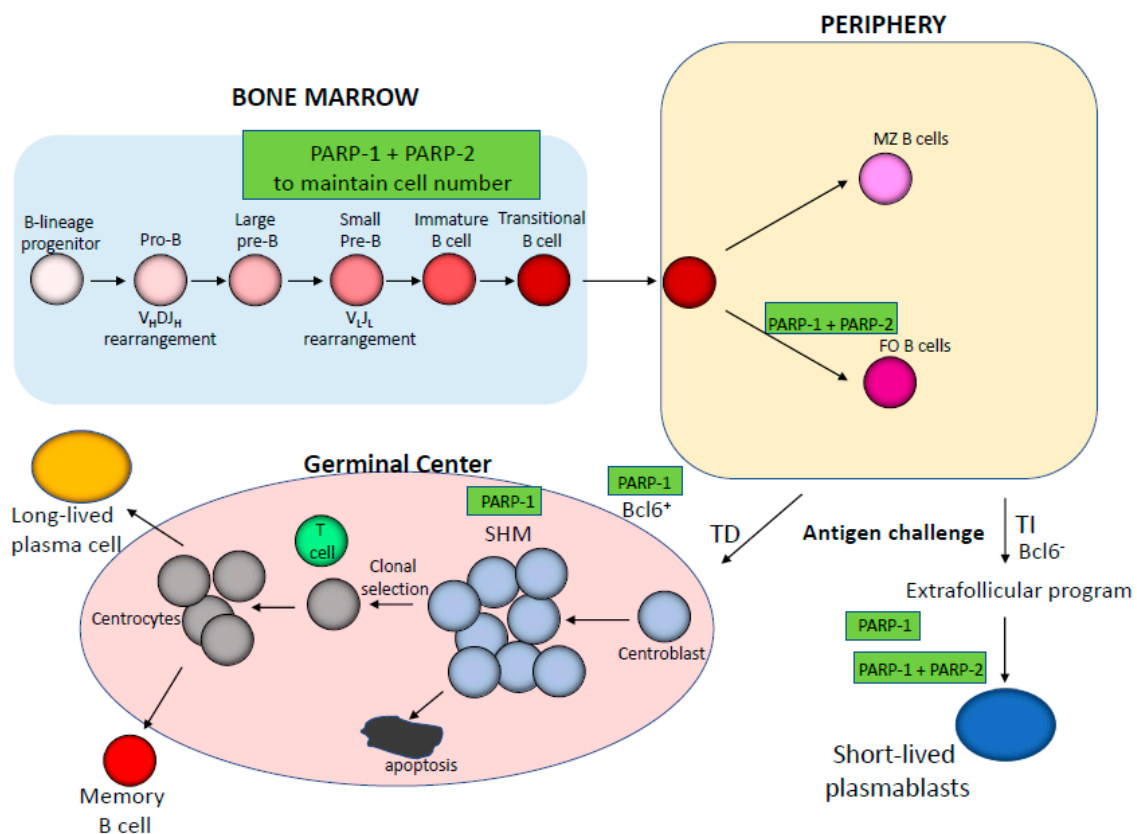 PERIPHERY
BONE MARROW
PARP-1 + PARP-2
to maintain cell number
B-lineage
progenitor
Pro-B
Large
pre-B
Small
Pre-B
Immature
B cell
Transitional
B cell
VHDJH
rearrangement
VLJL
rearrangement
MZ B cells
PARP-1 + PARP-2
FO B cells
Germinal Center
PARP-1
Bcl6+
TD
Antigen challenge
TI
Bcl6-
Extrafollicular program
PARP-1
PARP-1 + PARP-2
Short-lived
plasmablasts
Long-lived
plasma cell
T
cell
PARP-1
SHM
Clonal
selection
Centrocytes
Centroblast
apoptosis
Memory
B cell